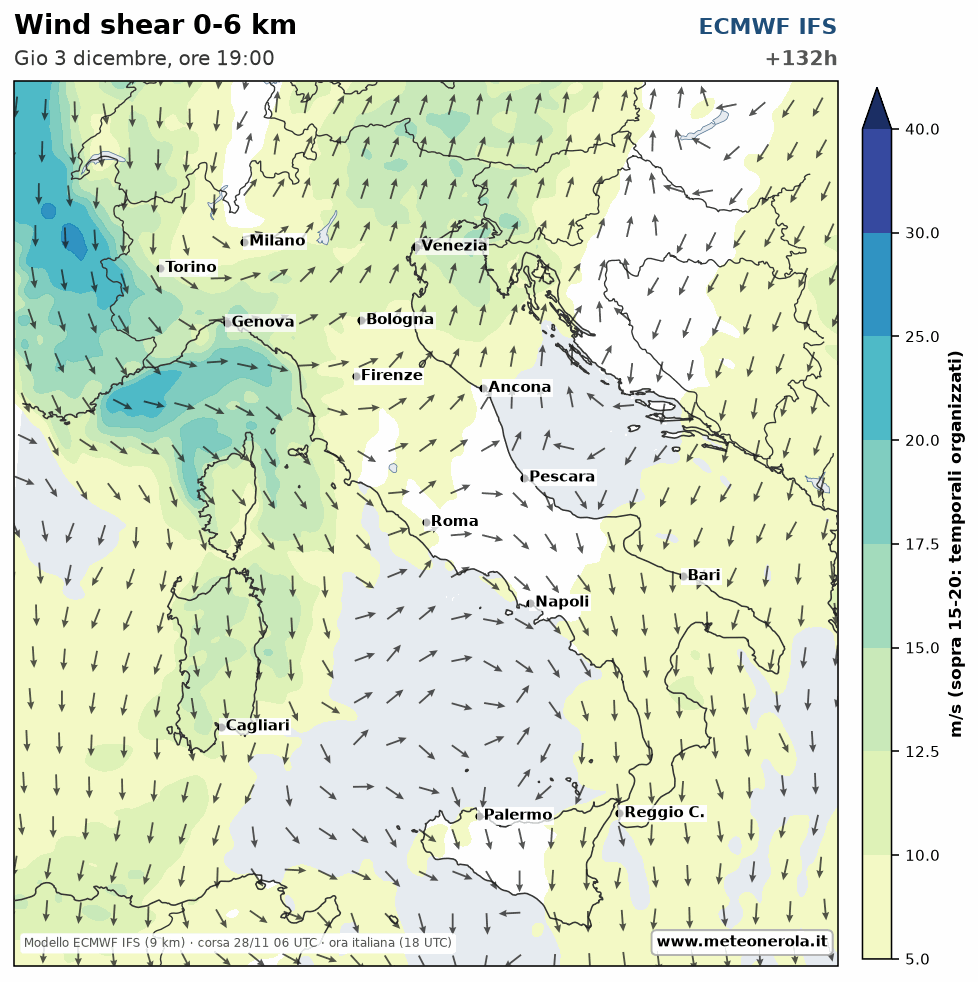 Wind shear 0-6 km
ECMWF IFS
Gio 3 dicembre, ore 19:00
+132h
Milano
Venezia
Torino
Genova
Bologna
Firenze
Ancona
Pescara
Roma
Bari
Napoli
Cagliari
Palermo
Reggio C.
Modello ECMWF IFS (9 km) · corsa 28/11 06 UTC · ora italiana (18 UTC)
www.meteonerola.it
40.0
30.0
25.0
20.0
17.5
15.0
12.5
10.0
5.0
m/s (sopra 15-20: temporali organizzati)